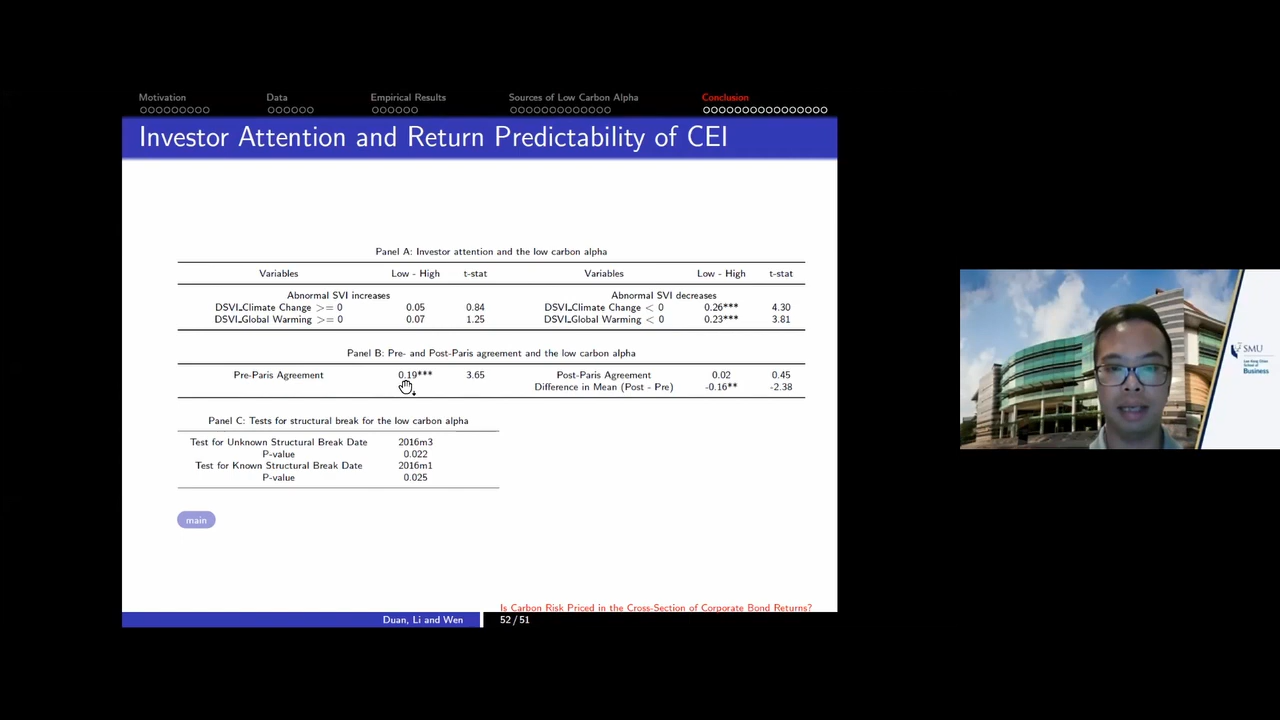 Motivation Data Empirical Results Sources of Low Carbon Alpha Conclusion
Investor Attention and Return Predictability of CEI
Panel A: Investor attention and the low carbon alpha
Variables Low - High t-stat Variables Low - High t-stat
Abnormal SVI increases Abnormal SVI decreases
DSVI_Climate Change >= 0 0.05 0.84 DSVI_Climate Change < 0 0.26*** 4.30
DSVI_Global Warming >= 0 0.07 1.25 DSVI_Global Warming < 0 0.23*** 3.81
Panel B: Pre- and Post-Paris agreement and the low carbon alpha
Pre-Paris Agreement 0.19*** 3.65 Post-Paris Agreement 0.02 0.45
Difference in Mean (Post - Pre) -0.16** -2.38
Panel C: Tests for structural break for the low carbon alpha
Test for Unknown Structural Break Date 2016m3
P-value 0.022
Test for Known Structural Break Date 2016m1
P-value 0.025
main
Is Carbon Risk Priced in the Cross-Section of Corporate Bond Returns?
Duan, Li and Wen 52 / 51
SMU
Business